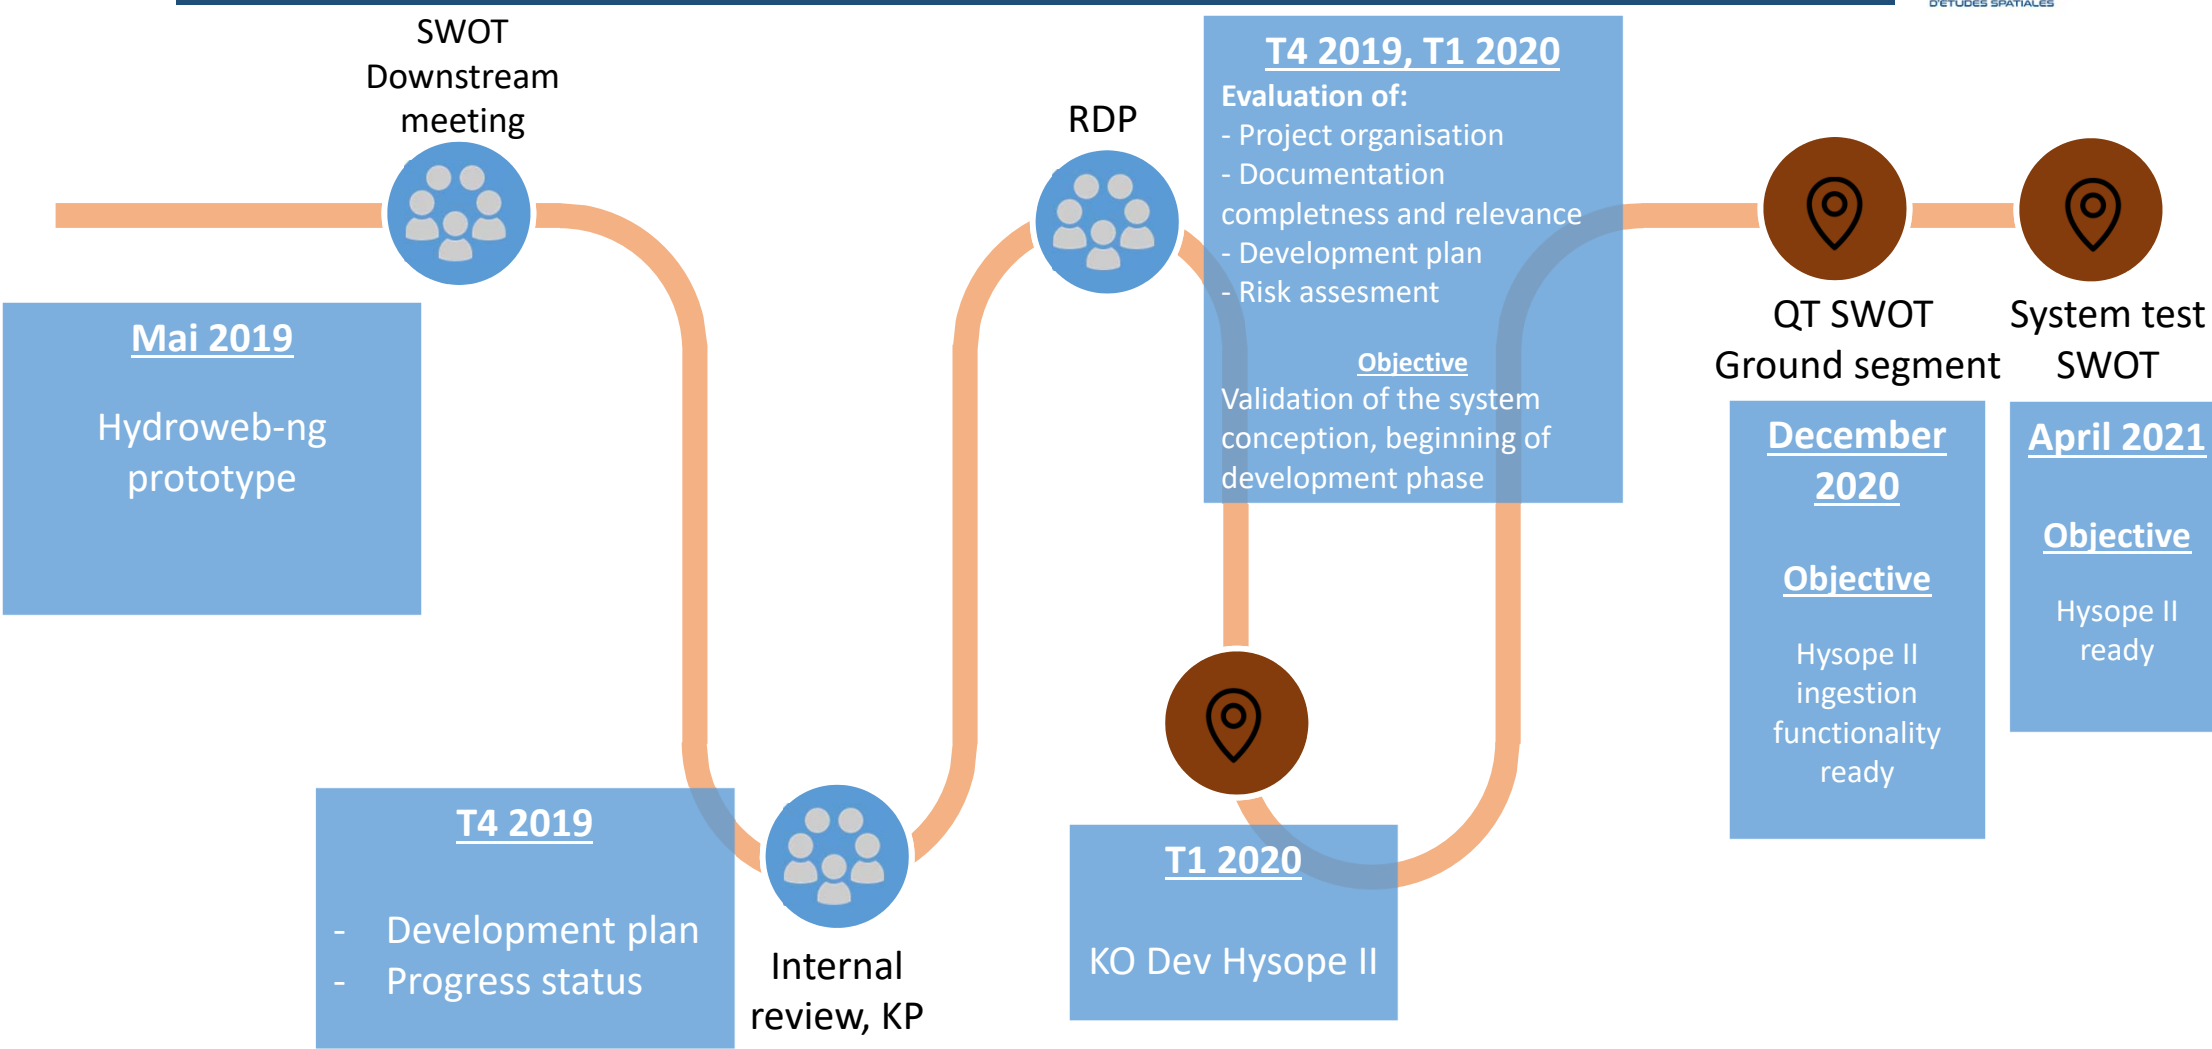 D'ETUDES SPATIALES
SWOT
Downstream
meeting
Mai 2019
Hydroweb-ng
prototype
T4 2019
- Development plan
- Progress status
Internal
review, KP
RDP
T4 2019, T1 2020
Evaluation of:
- Project organisation
- Documentation
completness and relevance
- Development plan
- Risk assesment
Objective
Validation of the system
conception, beginning of
development phase
T1 2020
KO Dev Hysope II
QT SWOT
Ground segment
December
2020
Objective
Hysope II
ingestion
functionality
ready
System test
SWOT
April 2021
Objective
Hysope II
ready